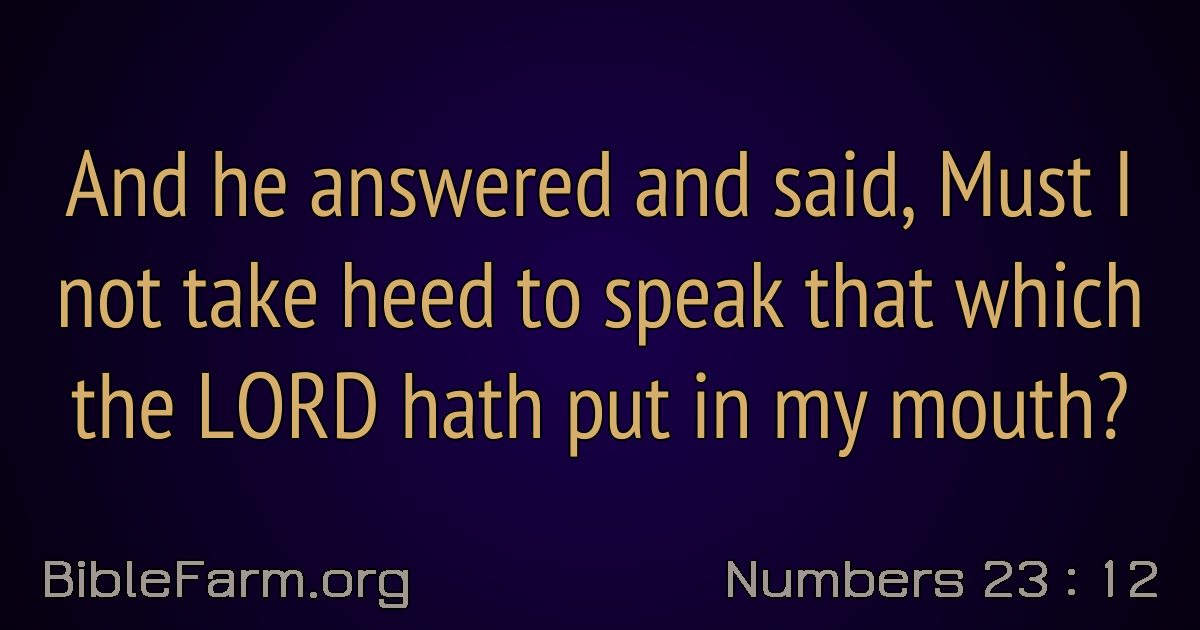 And he answered and said, Must I
not take heed to speak that which
the LORD hath put in my mouth?
BibleFarm.org
Numbers 23 : 12